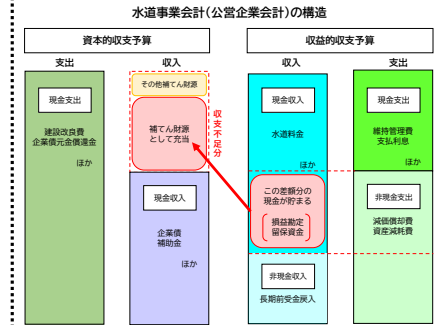 水道事業会計(公営企業会計)の構造
資本的収支予算
収益的収支予算
支出
収入
収入
支出
現金支出
建設改良費
企業債元金償還金
ほか
その他補てん財源
補てん財源
として充当
収支不足分
現金収入
企業債
補助金
ほか
現金収入
水道料金
ほか
この差額分の
現金が貯まる
損益勘定
留保資金
非現金収入
長期前受金戻入
現金支出
維持管理費
支払利息
ほか
非現金支出
減価償却費
資産減耗費